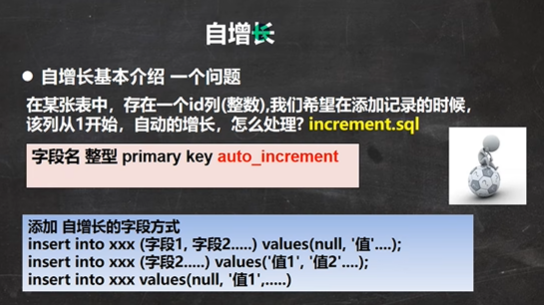 自增长
自增长基本介绍 一个问题
在某张表中，存在一个id列(整数),我们希望在添加记录的时候，
该列从1开始，自动的增长，怎么处理? increment.sql
字段名 整型 primary key auto_increment
添加 自增长的字段方式
insert into xxx (字段1, 字段2.....) values(null, '值'....);
insert into xxx (字段2.....) values('值1', '值2'....);
insert into xxx values(null, '值1',.....)